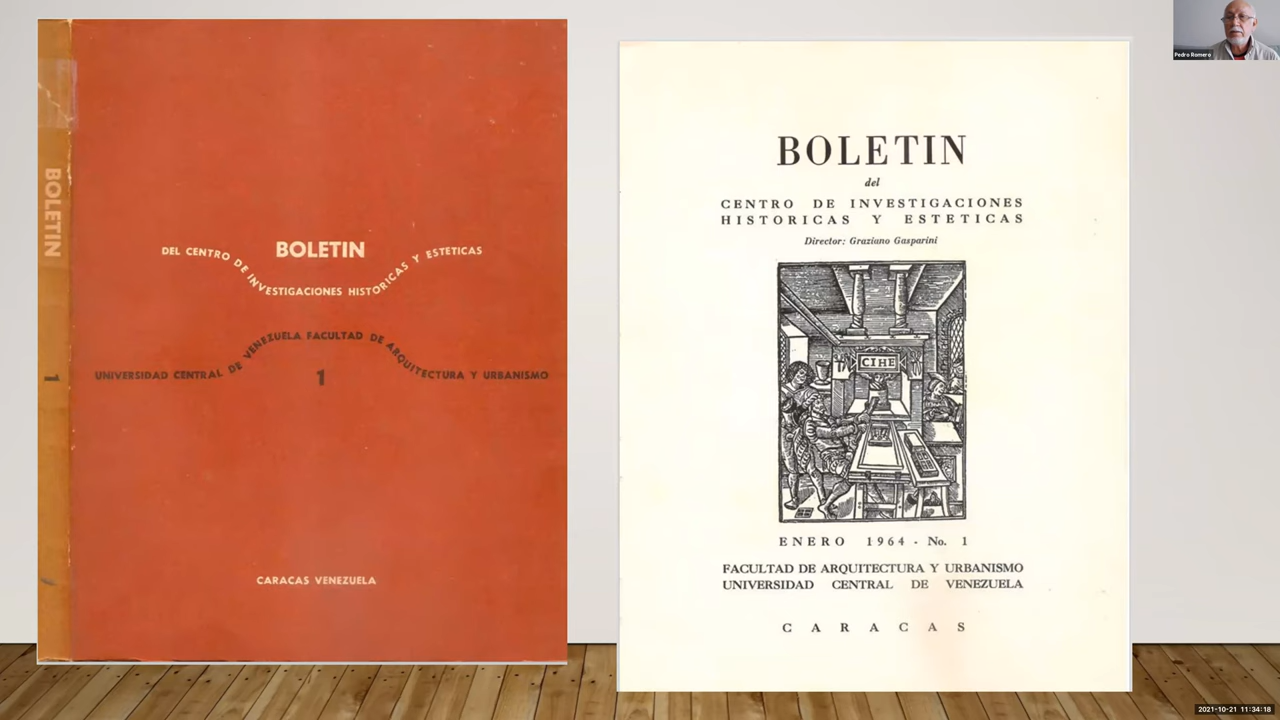 BOLETIN
1
BOLETIN
DEL CENTRO DE INVESTIGACIONES HISTORICAS Y ESTETICAS
UNIVERSIDAD CENTRAL DE VENEZUELA FACULTAD DE ARQUITECTURA Y URBANISMO
1
CARACAS VENEZUELA
BOLETIN
del
CENTRO DE INVESTIGACIONES
HISTORICAS Y ESTETICAS
Director: Graziano Gasparini
CIHE
ENERO 1964 - No. 1
FACULTAD DE ARQUITECTURA Y URBANISMO
UNIVERSIDAD CENTRAL DE VENEZUELA
CARACAS
Pedro Romero
2021-10-21 11:34:18